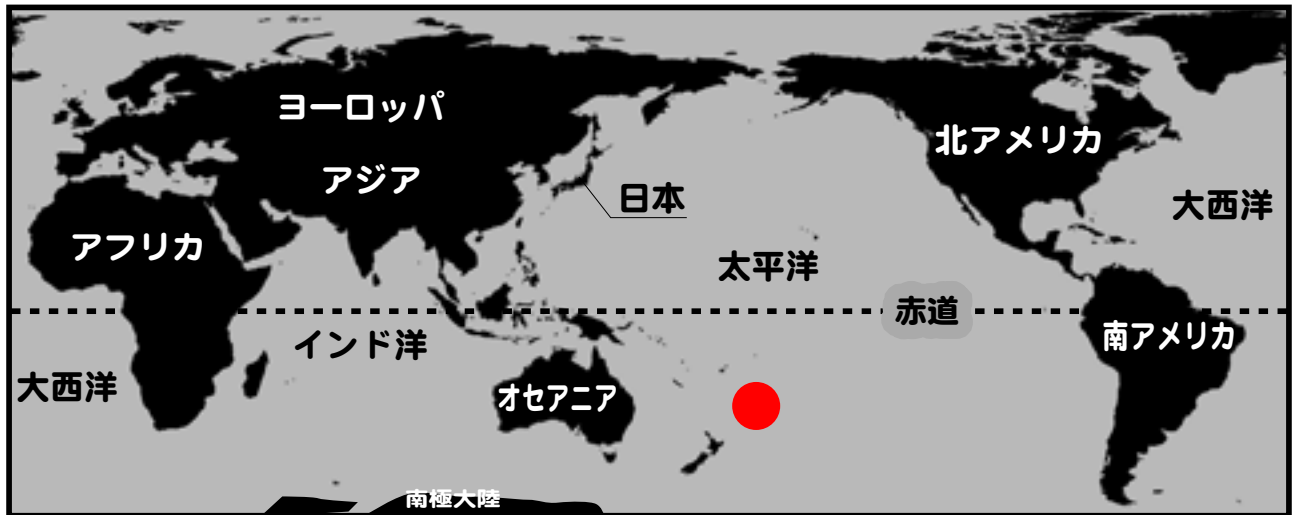 ヨーロッパ
北アメリカ
アジア
日本
大西洋
アフリカ
太平洋
赤道
インド洋
南アメリカ
大西洋
オセアニア
南極大陸